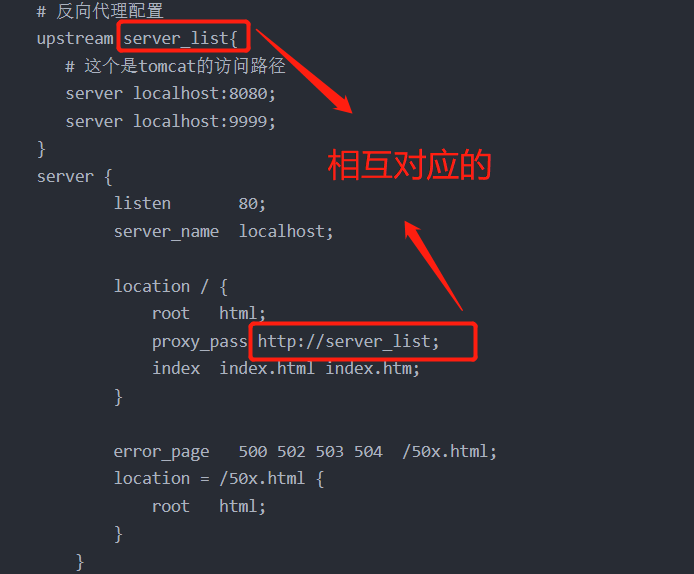 # 反向代理配置
upstream server_list{
# 这个是tomcat的访问路径
server localhost:8080;
server localhost:9999;
}
相互对应的
server {
listen 80;
server_name localhost;
location / {
root html;
proxy_pass http://server_list;
index index.html index.htm;
}
error_page 500 502 503 504 /50x.html;
location = /50x.html {
root html;
}
}